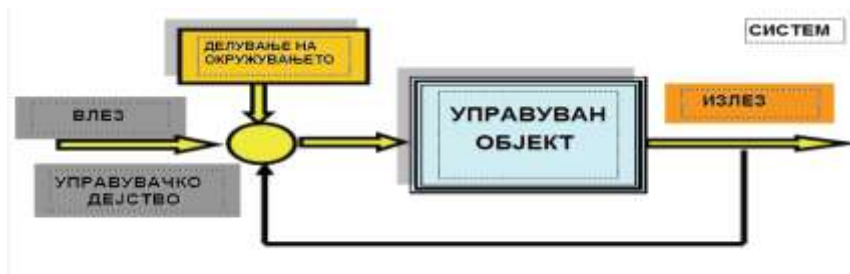 ДЕЛУВАЊЕ НА
ОКРУЖУВАЊЕТО
СИСТЕМ
ВЛЕЗ
УПРАВУВАН
ОБЈЕКТ
ИЗЛЕЗ
УПРАВУВАЧКО
ДЕЈСТВО